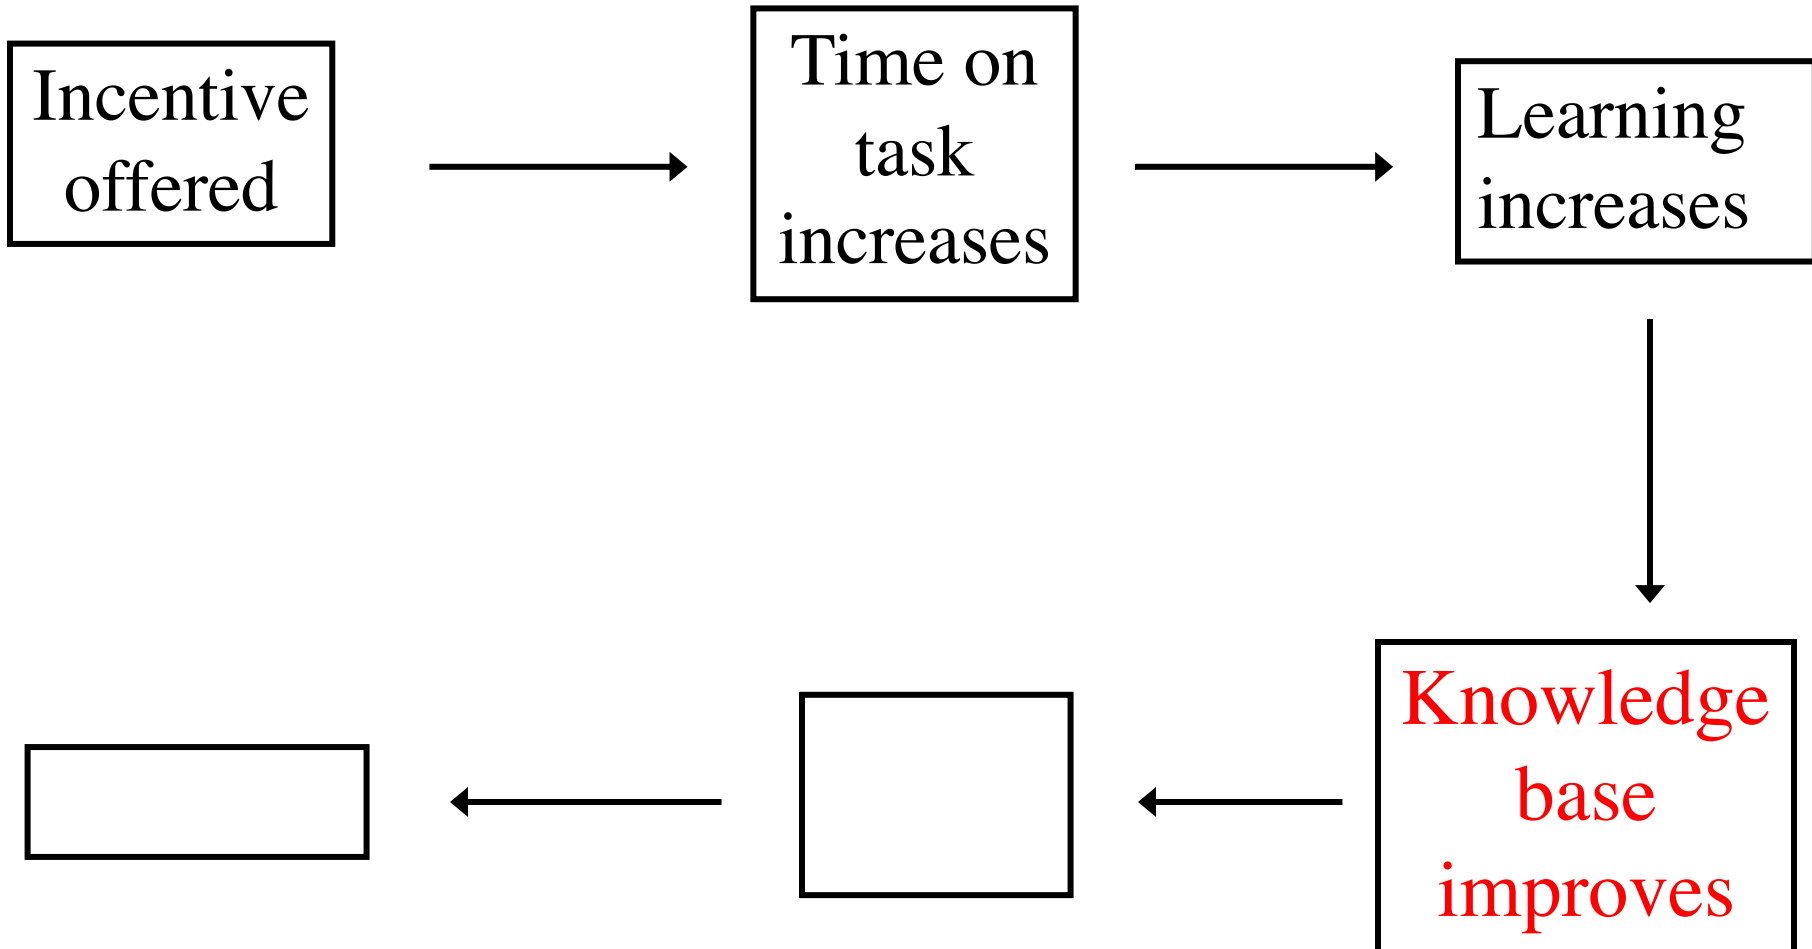 Incentive
offered
Time on
task
increases
Learning
increases
Knowledge
base
improves